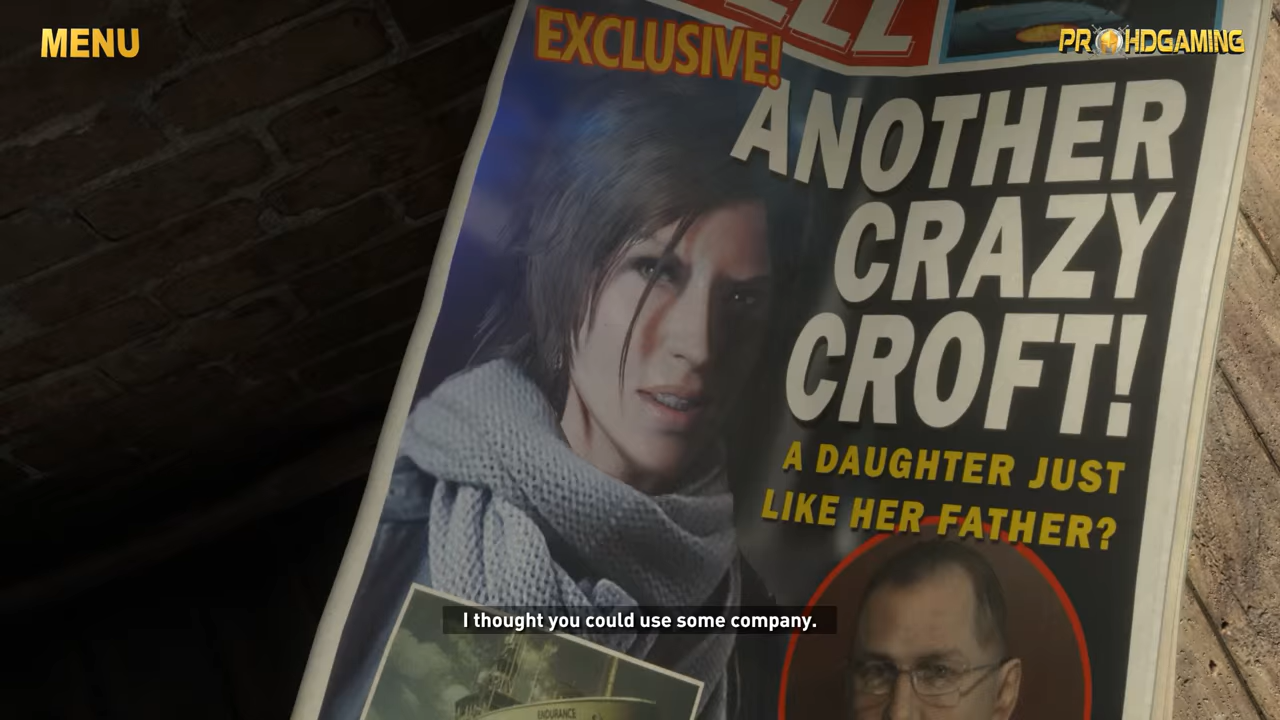 MENU
PROHDGAMING
EXCLUSIVE!
ANOTHER
CRAZY
CROFT!
A DAUGHTER JUST
LIKE HER FATHER?
I thought you could use some company.
ENDURANCE